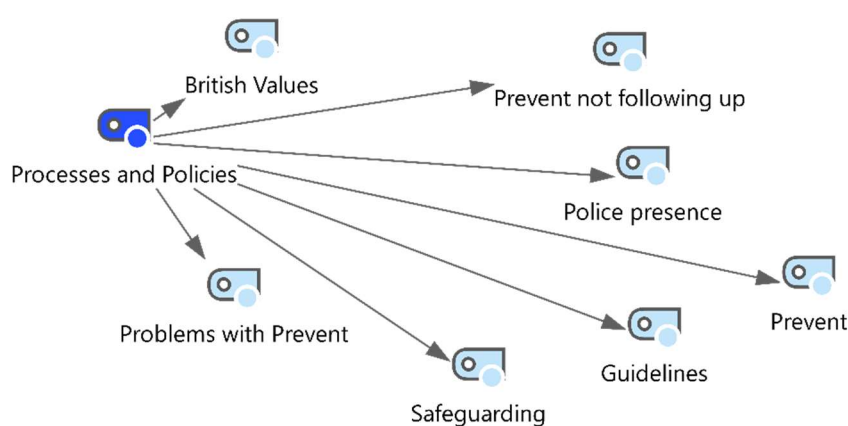 British Values
Prevent not following up
Processes and Policies
Police presence
Prevent
Problems with Prevent
Guidelines
Safeguarding